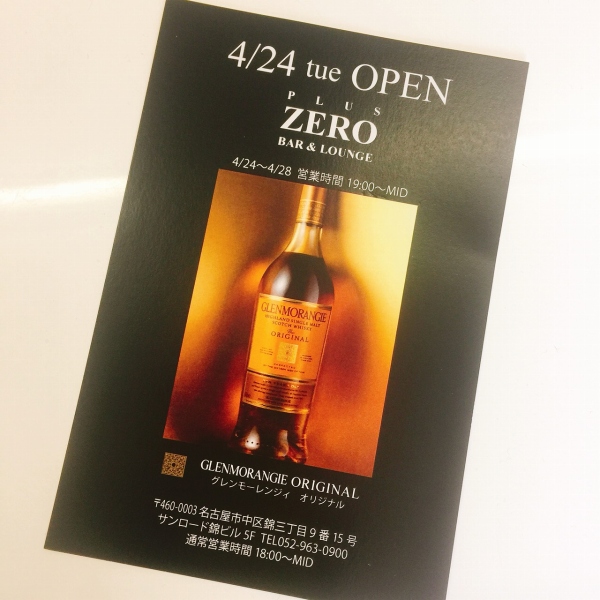 4/24 tue OPEN
PLUS
ZERO
BAR & LOUNGE
4/24～4/28 営業時間 19:00～MID
GLENMORANGIE
HIGHLAND SINGLE MALT
SCOTCH WHISKY
The
ORIGINAL
GLENMORANGIE ORIGINAL
グレンモーレンジィ オリジナル
〒460-0003 名古屋市中区錦三丁目9番15号
サンロード錦ビル 5F TEL052-963-0900
通常営業時間 18:00～MID